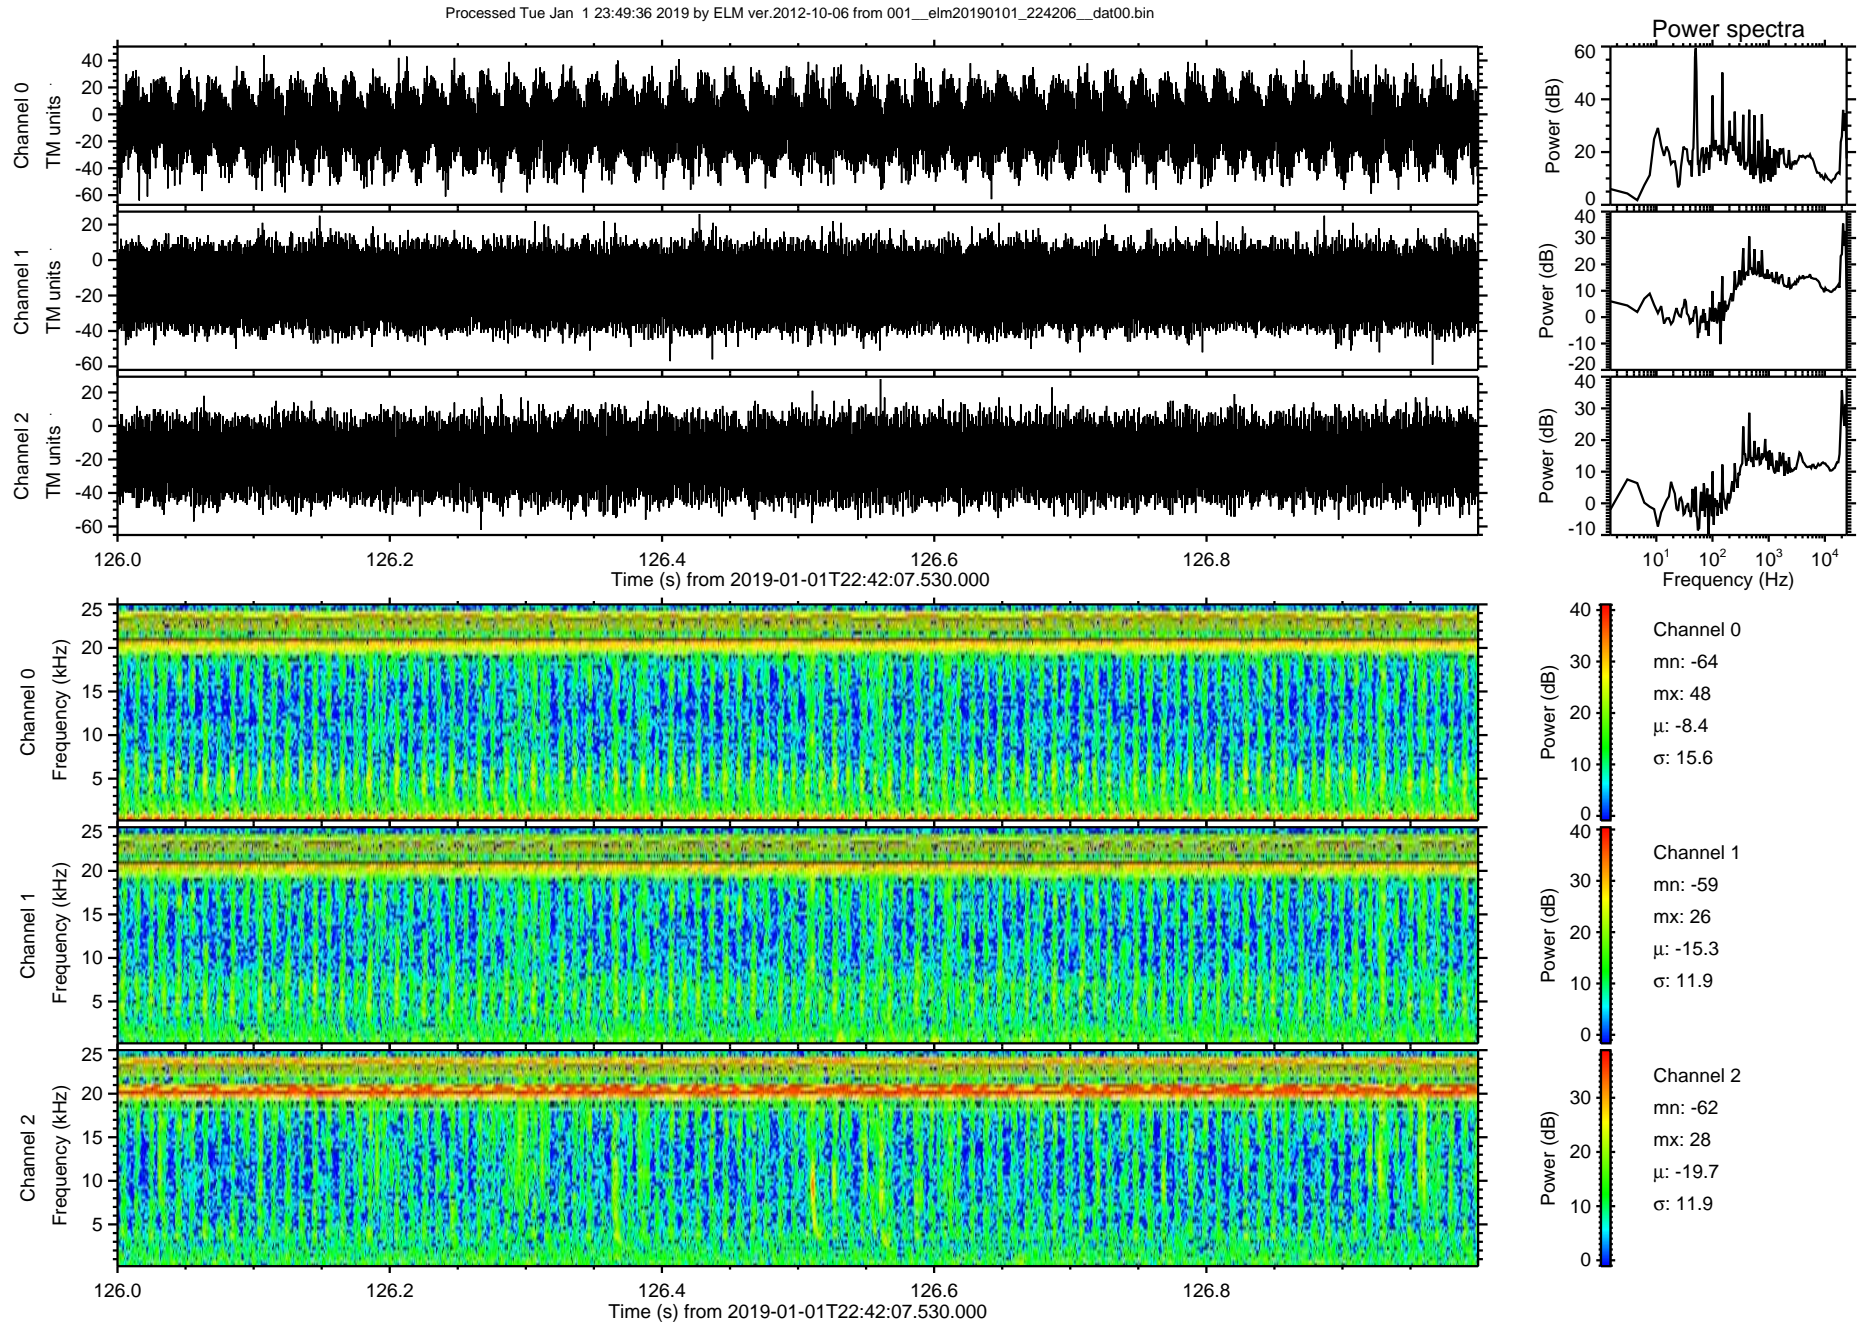 Processed Tue Jan 1 23:49:36 2019 by ELM ver.2012-10-06 from 001__elm20190101_224206__dat00.bin
Power spectra
Channel 0
TM units
40
20
0
-20
-40
-60
Power (dB)
60
40
20
0
Channel 1
TM units
20
0
-20
-40
-60
Power (dB)
40
30
20
10
0
-10
-20
Channel 2
TM units
20
0
-20
-40
-60
Power (dB)
40
30
20
10
0
-10
126.0 126.2 126.4 126.6 126.8
Time (s) from 2019-01-01T22:42:07.530.000
10^1 10^2 10^3 10^4
Frequency (Hz)
Channel 0
Frequency (kHz)
25
20
15
10
5
Power (dB)
40
30
20
10
0
Channel 0
mn: -64
mx: 48
μ: -8.4
σ: 15.6
Channel 1
Frequency (kHz)
25
20
15
10
5
Power (dB)
40
30
20
10
0
Channel 1
mn: -59
mx: 26
μ: -15.3
σ: 11.9
Channel 2
Frequency (kHz)
25
20
15
10
5
Power (dB)
30
20
10
0
Channel 2
mn: -62
mx: 28
μ: -19.7
σ: 11.9
126.0 126.2 126.4 126.6 126.8
Time (s) from 2019-01-01T22:42:07.530.000